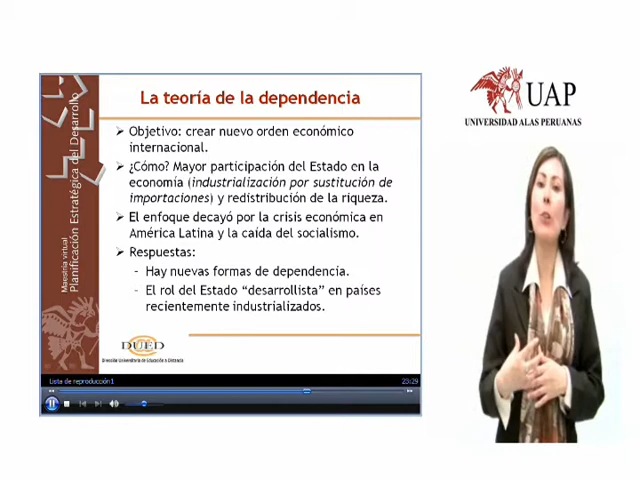 La teoría de la dependencia
Objetivo: crear nuevo orden económico
internacional.
¿Cómo? Mayor participación del Estado en la
economía (industrialización por sustitución de
importaciones) y redistribución de la riqueza.
El enfoque decayó por la crisis económica en
América Latina y la caída del socialismo.
Respuestas:
- Hay nuevas formas de dependencia.
- El rol del Estado “desarrollista” en países
recientemente industrializados.
Maestría virtual
Planificación Estratégica del Desarrollo
DUED
Dirección Universitaria de Educación a Distancia
Lista de reproducción1
23:29
UAP
UNIVERSIDAD ALAS PERUANAS